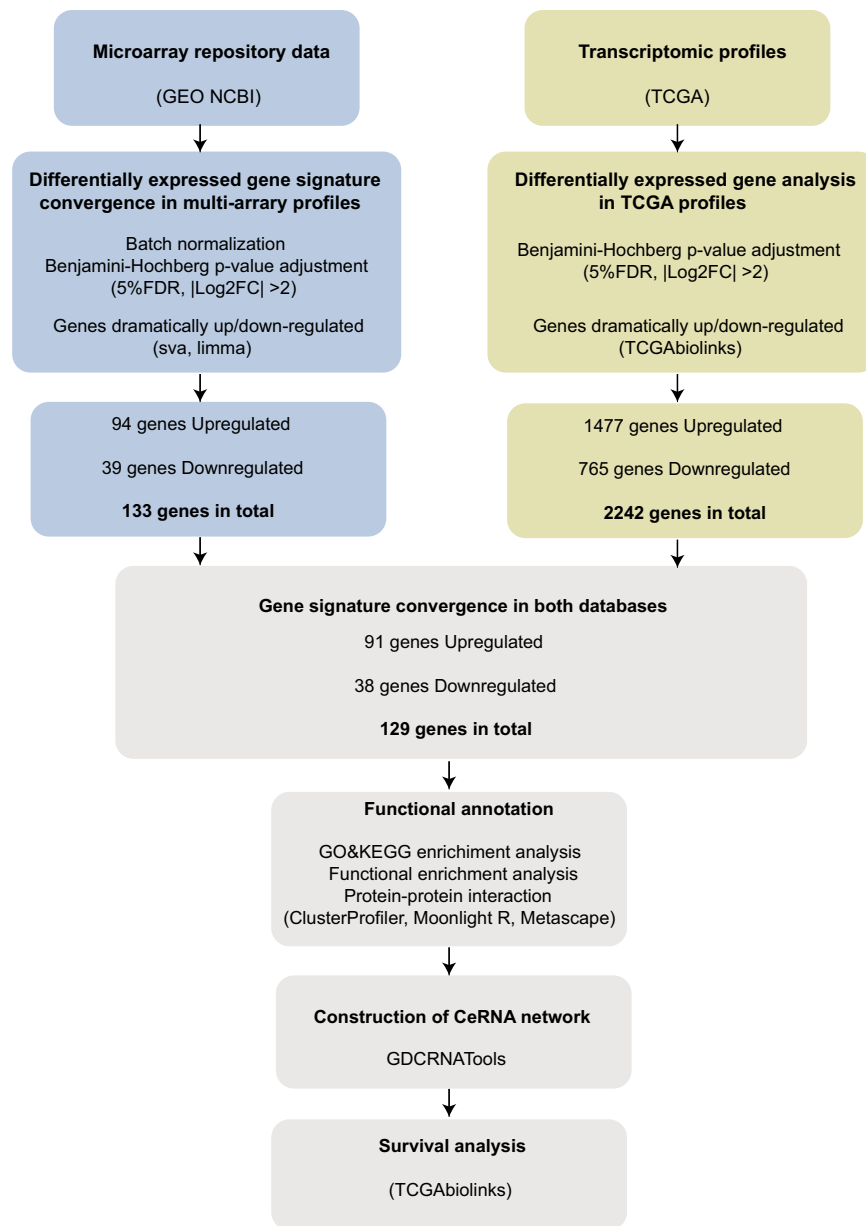 Microarray repository data
(GEO NCBI)
Transcriptomic profiles
(TCGA)
Differentially expressed gene signature
convergence in multi-arrary profiles
Batch normalization
Benjamini-Hochberg p-value adjustment
(5%FDR, |Log2FC| >2)
Genes dramatically up/down-regulated
(sva, limma)
Differentially expressed gene analysis
in TCGA profiles
Benjamini-Hochberg p-value adjustment
(5%FDR, |Log2FC| >2)
Genes dramatically up/down-regulated
(TCGAbiolinks)
94 genes Upregulated
39 genes Downregulated
133 genes in total
1477 genes Upregulated
765 genes Downregulated
2242 genes in total
Gene signature convergence in both databases
91 genes Upregulated
38 genes Downregulated
129 genes in total
Functional annotation
GO&KEGG enrichiment analysis
Functional enrichment analysis
Protein-protein interaction
(ClusterProfiler, Moonlight R, Metascape)
Construction of CeRNA network
GDCRNATools
Survival analysis
(TCGAbiolinks)